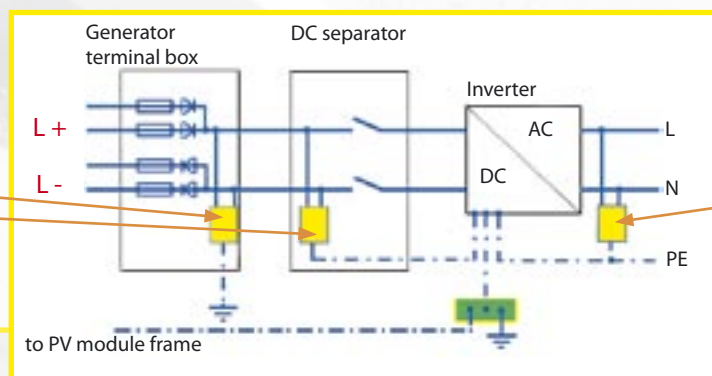 Generator
terminal box
DC separator
Inverter
L +
L -
AC
DC
L
N
PE
to PV module frame